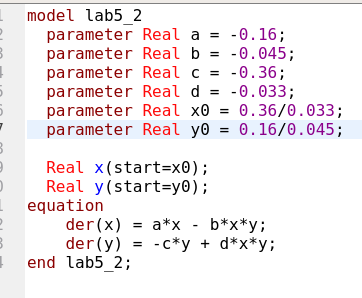 model lab5_2
  parameter Real a = -0.16;
  parameter Real b = -0.045;
  parameter Real c = -0.36;
  parameter Real d = -0.033;
  parameter Real x0 = 0.36/0.033;
  parameter Real y0 = 0.16/0.045;

  Real x(start=x0);
  Real y(start=y0);
equation
    der(x) = a*x - b*x*y;
    der(y) = -c*y + d*x*y;
end lab5_2;